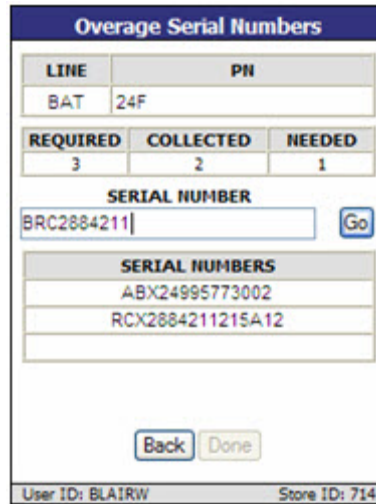 Overage Serial Numbers
LINE PN
BAT 24F
REQUIRED COLLECTED NEEDED
3 2 1
SERIAL NUMBER
BRC2884211 Go
SERIAL NUMBERS
ABX24995773002
RCX2884211215A12
Back Done
User ID: BLAIRW Store ID: 714